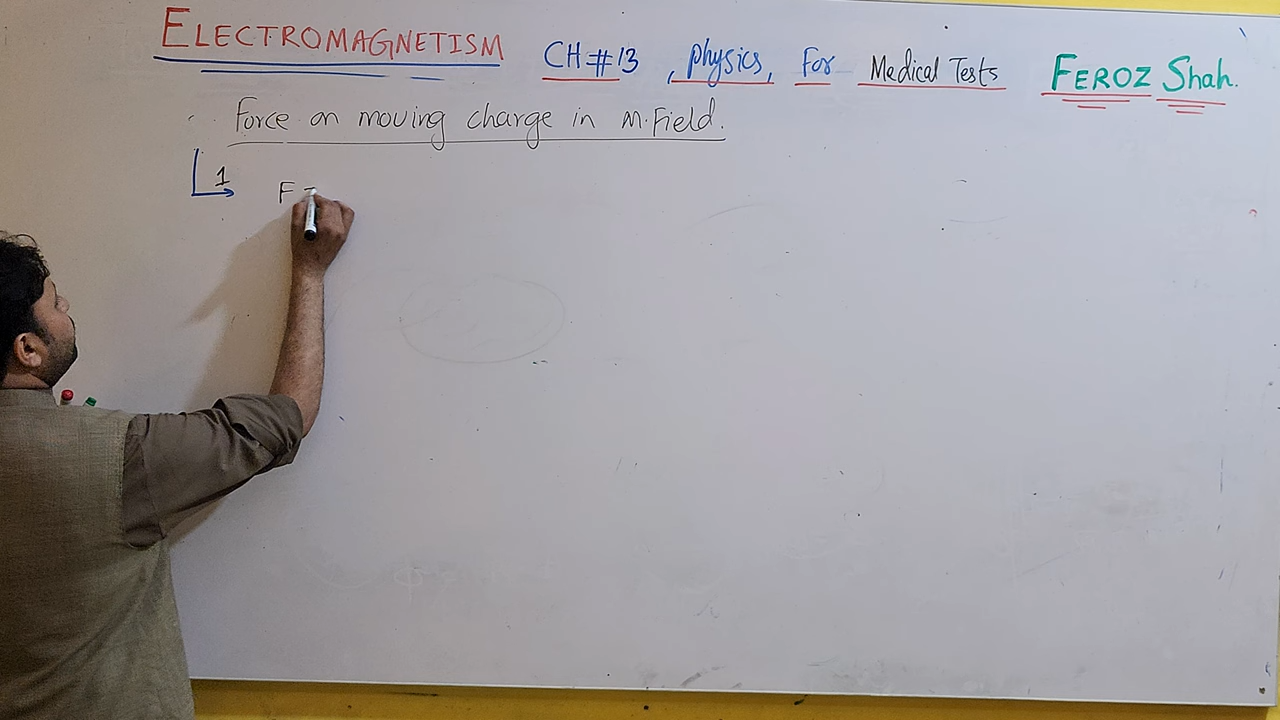 ELECTROMAGNETISM CH#13, physics, for Medical Tests FEROZ Shah.
Force on moving charge in M.Field.
1 F =